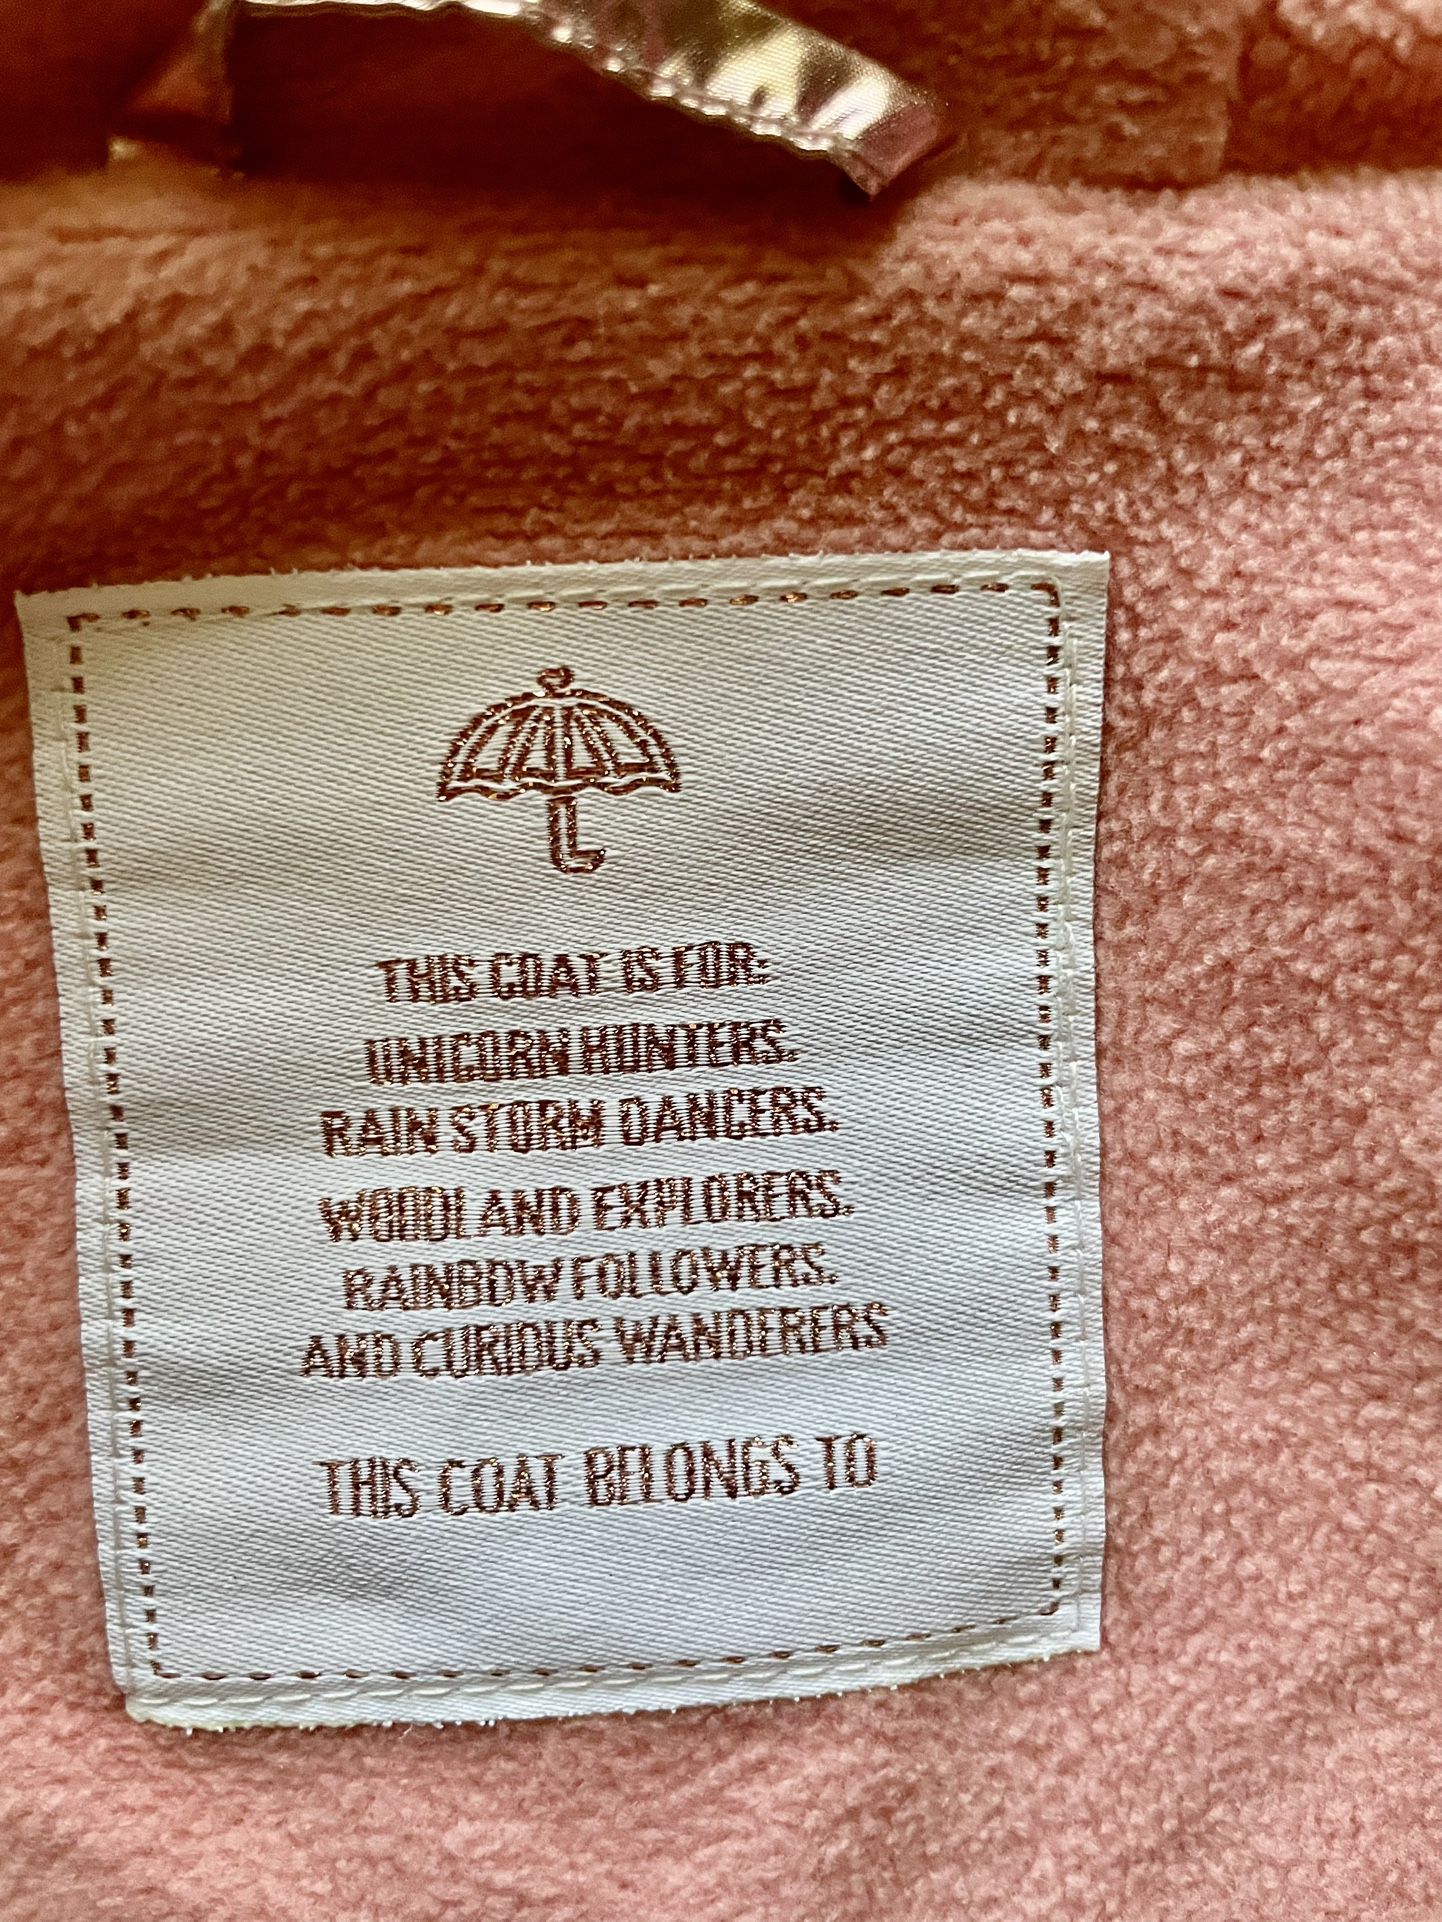 THIS COAT IS FOR:
UNICORN HUNTERS.
RAIN STORM DANCERS.
WOODLAND EXPLORERS.
RAINBOW FOLLOWERS.
AND CURIOUS WANDERERS
THIS COAT BELONGS TO